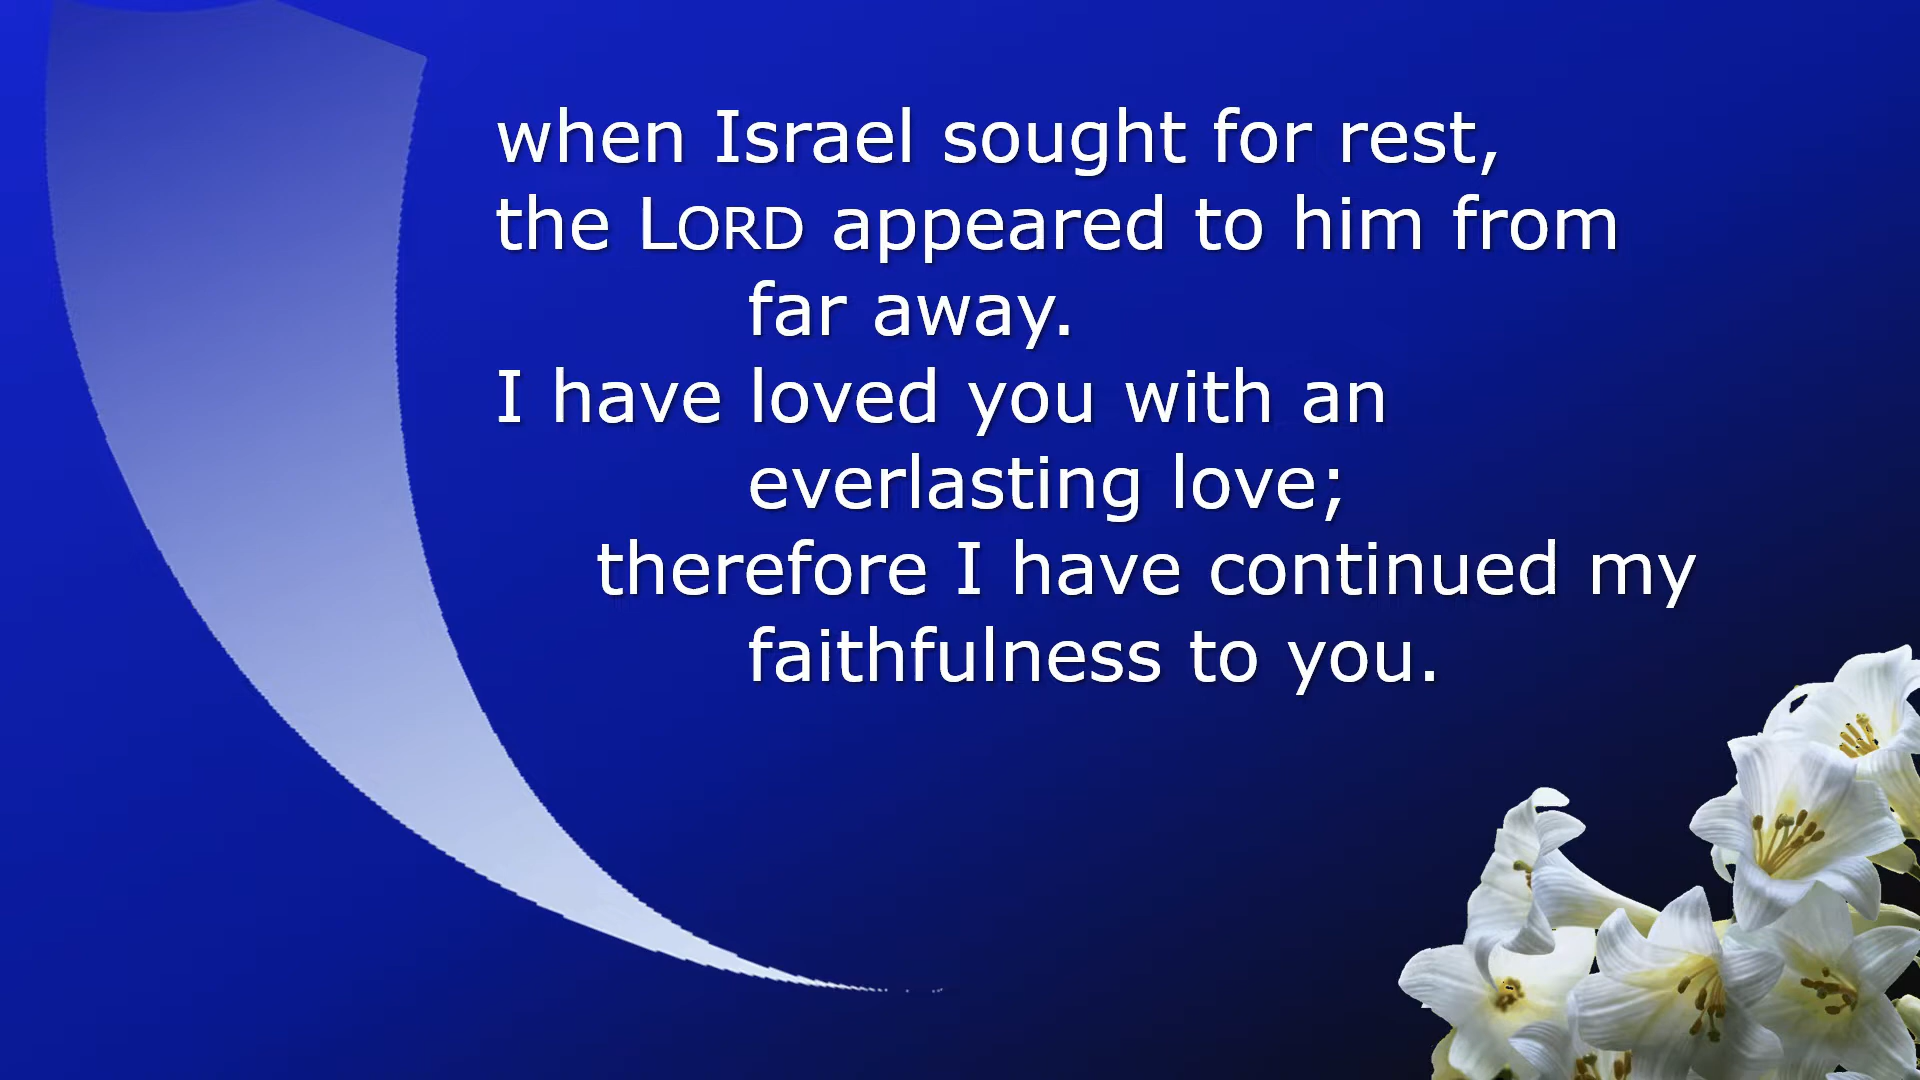 when Israel sought for rest,
the LORD appeared to him from
far away.
I have loved you with an
everlasting love;
therefore I have continued my
faithfulness to you.